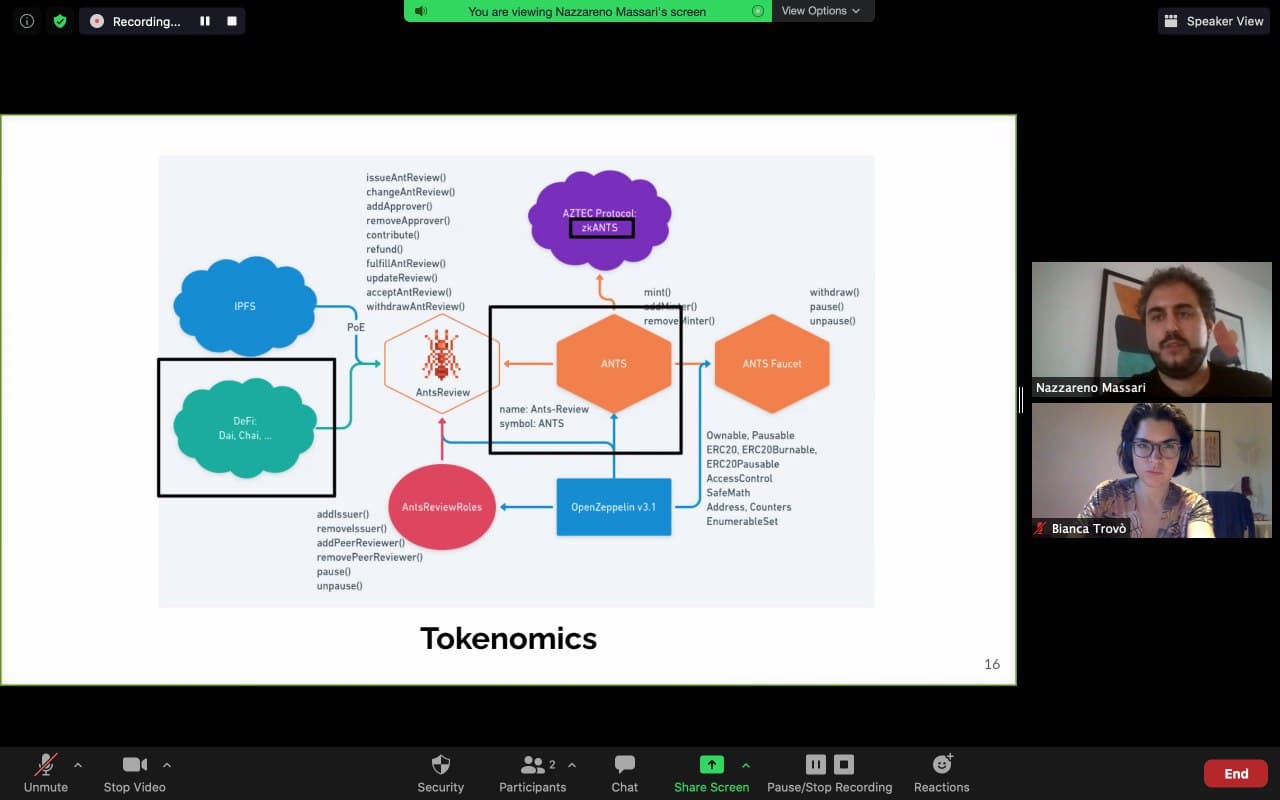 Recording...
You are viewing Nazzareno Massari's screen
View Options
Speaker View
issueAntReview()
changeAntReview()
addApprover()
removeApprover()
contribute()
refund()
fulfillAntReview()
updateReview()
acceptAntReview()
withdrawAntReview()
AZTEC Protocol:
zkANTS
IPFS
PoE
mint()
addMinter()
removeMinter()
withdraw()
pause()
unpause()
AntsReview
ANTS
ANTS Faucet
DeFi:
Dai, Chai, ...
name: Ants-Review
symbol: ANTS
Ownable, Pausable
ERC20, ERC20Burnable,
ERC20Pausable
AccessControl
SafeMath
Address, Counters
EnumerableSet
AntsReviewRoles
OpenZeppelin v3.1
addIssuer()
removeIssuer()
addPeerReviewer()
removePeerReviewer()
pause()
unpause()
Tokenomics
16
Nazzareno Massari
Bianca Trovò
Unmute
Stop Video
Security
Participants
2
Chat
Share Screen
Pause/Stop Recording
Reactions
End